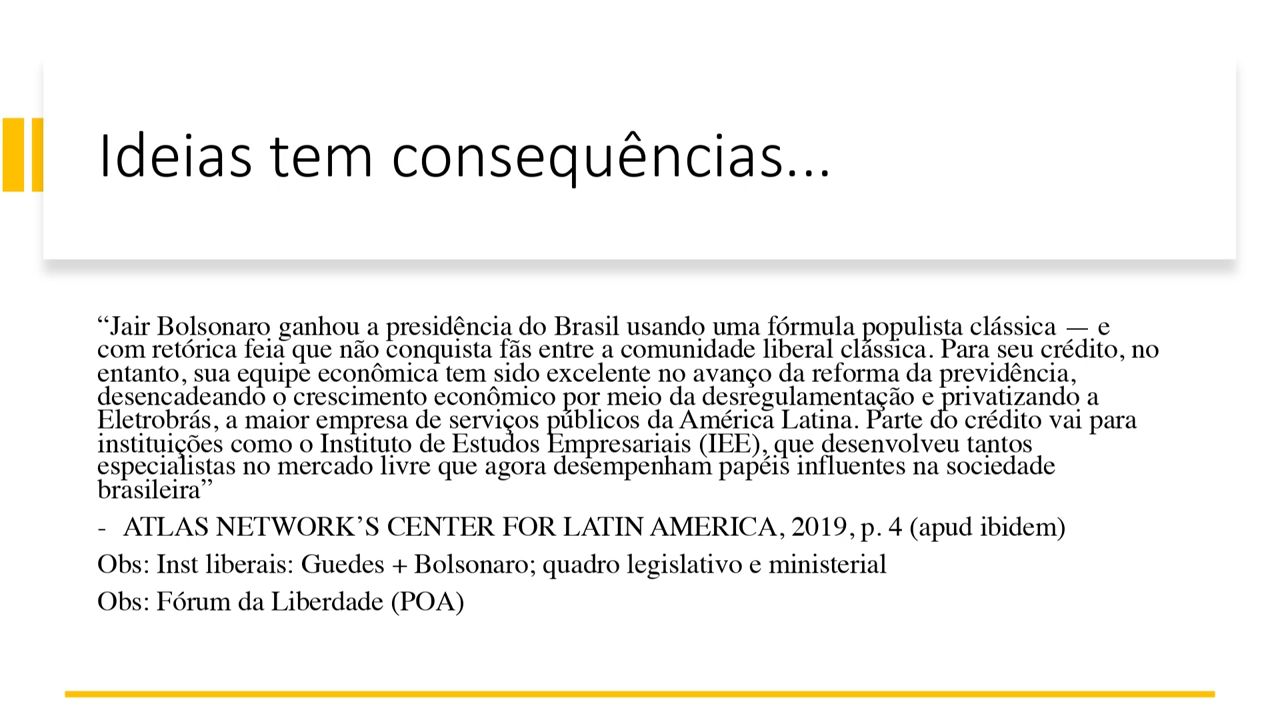 Ideias tem consequências...
“Jair Bolsonaro ganhou a presidência do Brasil usando uma fórmula populista clássica — e
com retórica feia que não conquista fãs entre a comunidade liberal clássica. Para seu crédito, no
entanto, sua equipe econômica tem sido excelente no avanço da reforma da previdência,
desencadeando o crescimento econômico por meio da desregulamentação e privatizando a
Eletrobrás, a maior empresa de serviços públicos da América Latina. Parte do crédito vai para
instituições como o Instituto de Estudos Empresariais (IEE), que desenvolveu tantos
especialistas no mercado livre que agora desempenham papéis influentes na sociedade
brasileira”
- ATLAS NETWORK’S CENTER FOR LATIN AMERICA, 2019, p. 4 (apud ibidem)
Obs: Inst liberais: Guedes + Bolsonaro; quadro legislativo e ministerial
Obs: Fórum da Liberdade (POA)